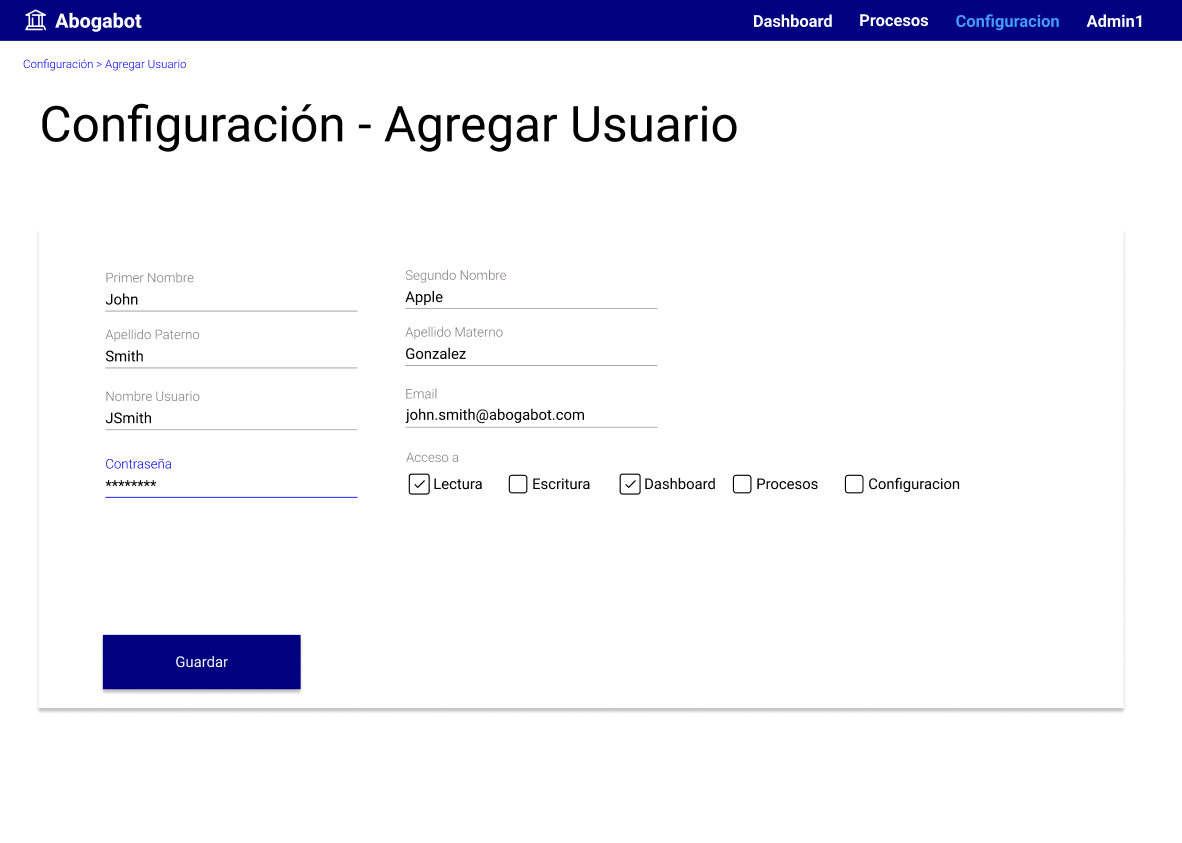 Abogabot
Dashboard Procesos Configuracion Admin1
Configuración > Agregar Usuario
Configuración - Agregar Usuario
Primer Nombre
John
Segundo Nombre
Apple
Apellido Paterno
Smith
Apellido Materno
Gonzalez
Nombre Usuario
JSmith
Email
john.smith@abogabot.com
Contraseña
********
Acceso a
Lectura Escritura Dashboard Procesos Configuracion
Guardar